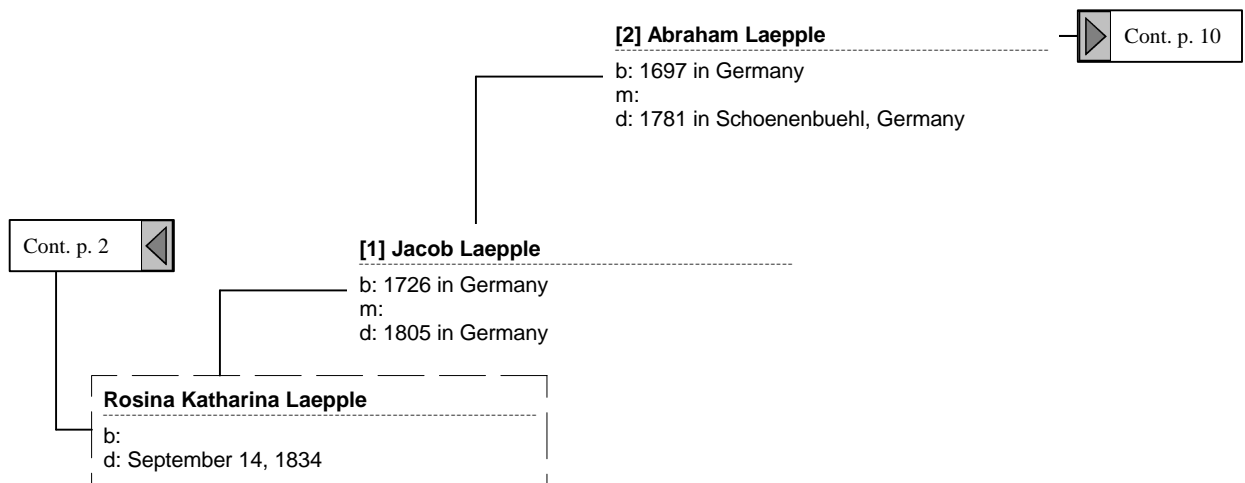 [2] Abraham Laepple
Cont. p. 10
b: 1697 in Germany
m:
d: 1781 in Schoenenbuehl, Germany
Cont. p. 2
[1] Jacob Laepple
b: 1726 in Germany
m:
d: 1805 in Germany
Rosina Katharina Laepple
b:
d: September 14, 1834